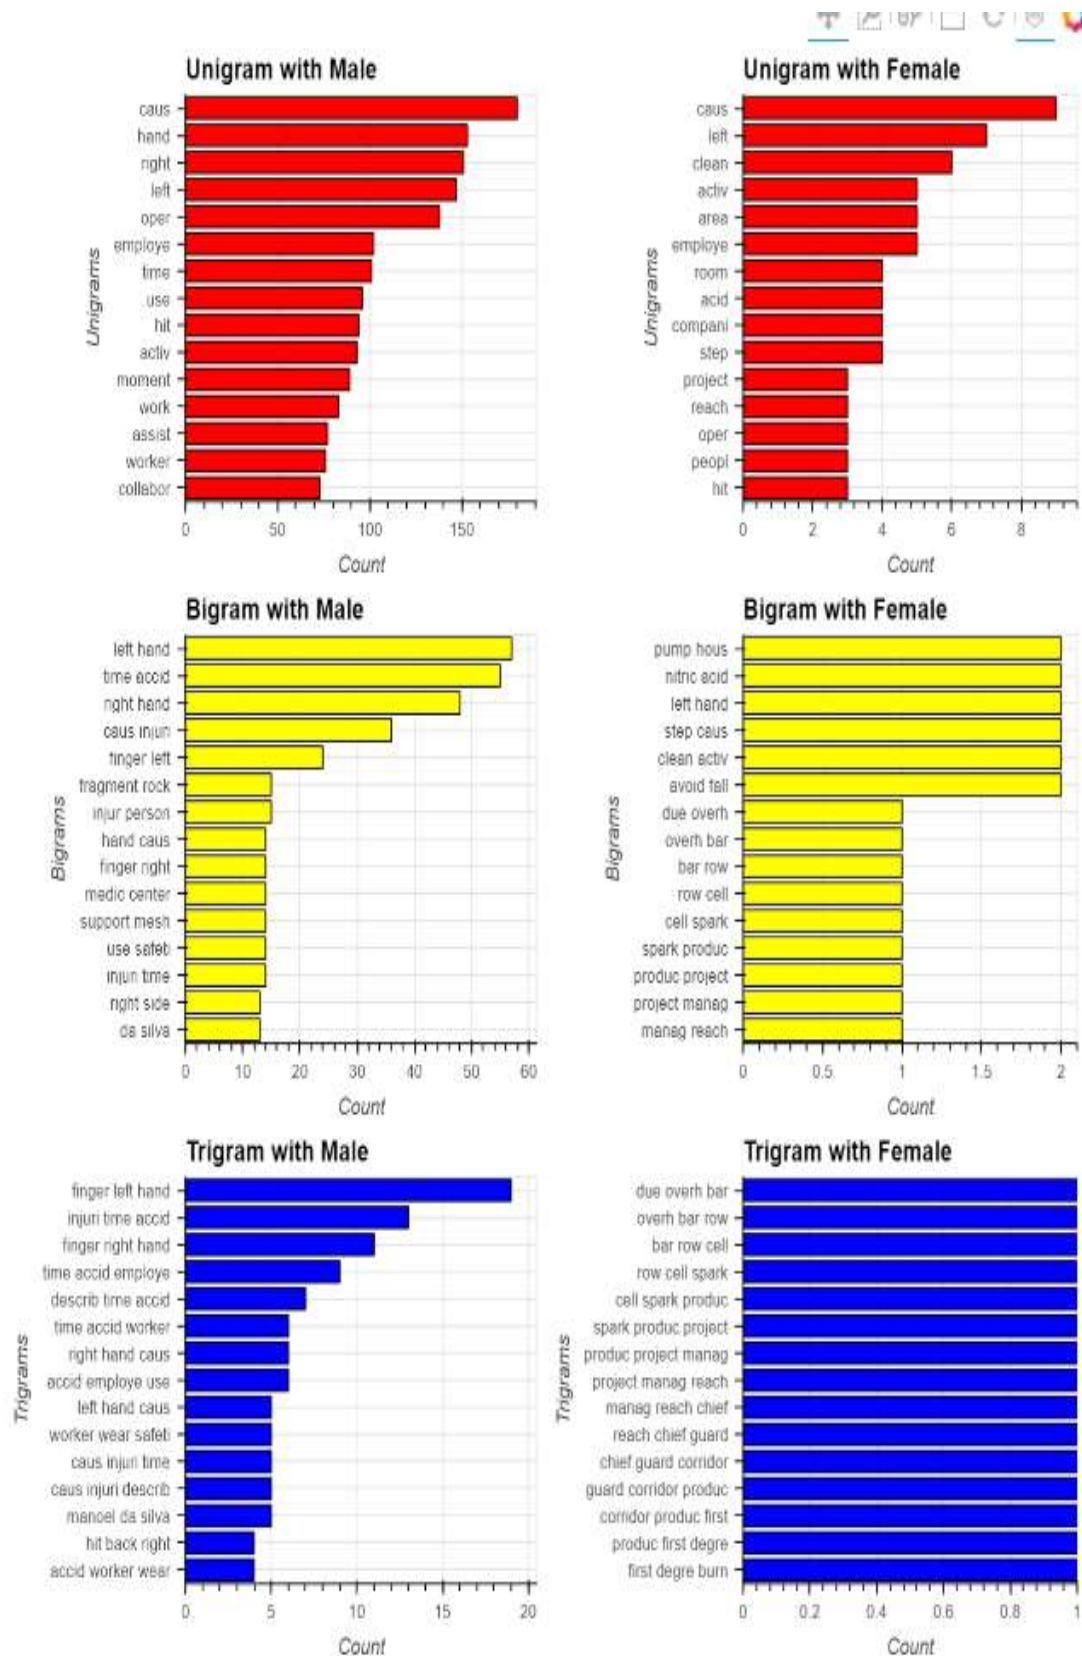 Unigram with Male
caus
hand
right
left
oper
employe
time
use
hit
activ
moment
work
assist
worker
collabor
Unigrams
0 50 100 150
Count
Unigram with Female
caus
left
clean
activ
area
employe
room
acid
compani
step
project
reach
oper
peopl
hit
Unigrams
0 2 4 6 8
Count
Bigram with Male
left hand
time accid
right hand
caus injuri
finger left
fragment rock
injur person
hand caus
finger right
medic center
support mesh
use safeti
injuri time
right side
da silva
Bigrams
0 10 20 30 40 50 60
Count
Bigram with Female
pump hous
nitric acid
left hand
step caus
clean activ
avoid fall
due overh
overh bar
bar row
row cell
cell spark
spark produc
produc project
project manag
manag reach
Bigrams
0 0.5 1 1.5 2
Count
Trigram with Male
finger left hand
injuri time accid
finger right hand
time accid employe
describ time accid
time accid worker
right hand caus
accid employe use
left hand caus
worker wear safeti
caus injuri time
caus injuri describ
manoel da silva
hit back right
accid worker wear
Trigrams
0 5 10 15 20
Count
Trigram with Female
due overh bar
overh bar row
bar row cell
row cell spark
cell spark produc
spark produc project
produc project manag
project manag reach
manag reach chief
reach chief guard
chief guard corridor
guard corridor produc
corridor produc first
produc first degre
first degre burn
Trigrams
0 0.2 0.4 0.6 0.8 1
Count